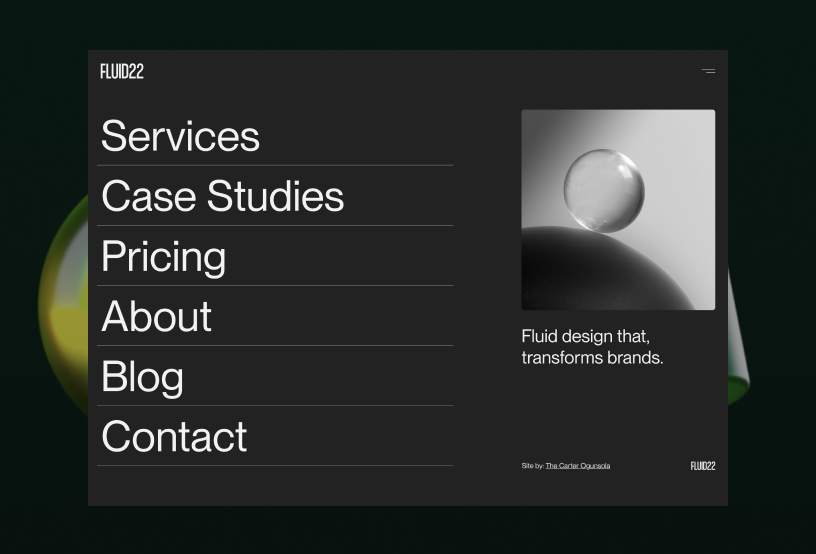 FLUID22
Services
Case Studies
Pricing
About
Blog
Contact
Fluid design that,
transforms brands.
Site by: The Carter Ogunsola
FLUID22